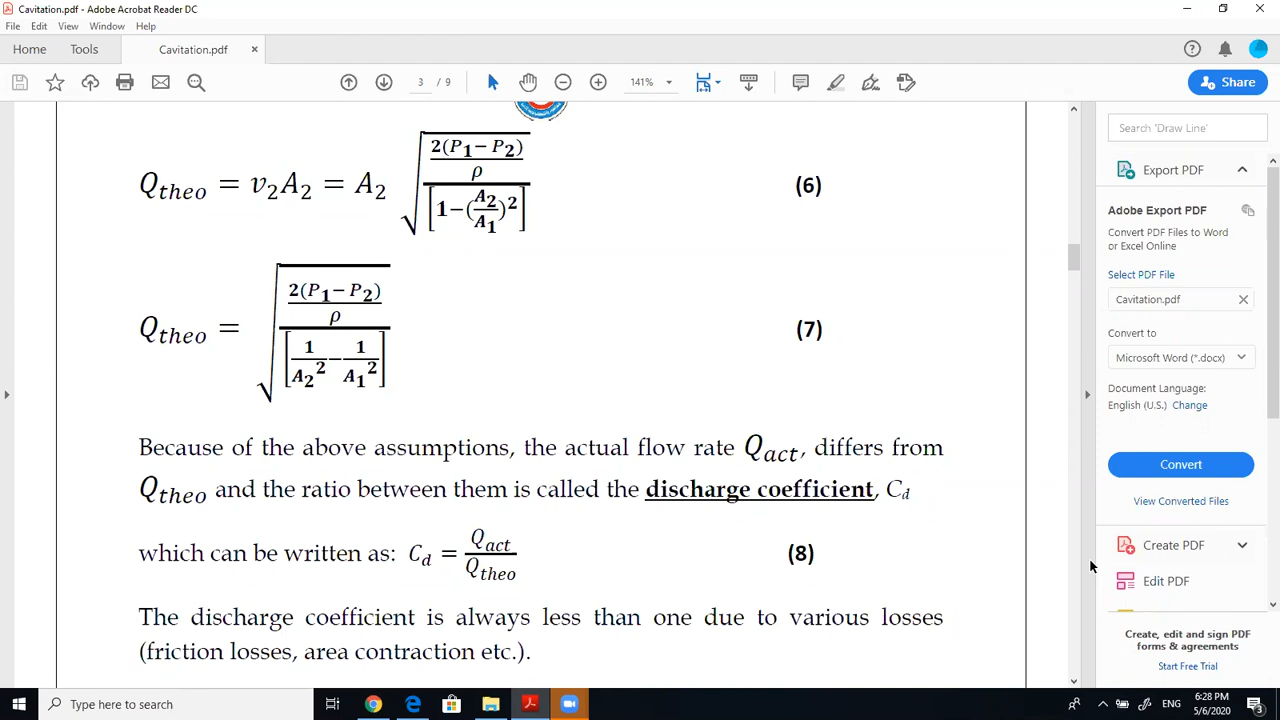 Cavitation.pdf - Adobe Acrobat Reader DC
File Edit View Window Help
Home Tools Cavitation.pdf ×
3 / 9 141% Share
Q_theo = v_2 A_2 = A_2 √( (2(P_1− P_2)/ρ) / [1−(A_2/A_1)^2] ) (6)
Q_theo = √( (2(P_1− P_2)/ρ) / [1/A_2^2 − 1/A_1^2] ) (7)
Because of the above assumptions, the actual flow rate Q_act, differs from
Q_theo and the ratio between them is called the discharge coefficient, C_d
which can be written as: C_d = Q_act/Q_theo (8)
The discharge coefficient is always less than one due to various losses
(friction losses, area contraction etc.).
Search 'Draw Line'
Export PDF
Adobe Export PDF
Convert PDF Files to Word
or Excel Online
Select PDF File
Cavitation.pdf
Convert to
Microsoft Word (*.docx)
Document Language:
English (U.S.) Change
Convert
View Converted Files
Create PDF
Edit PDF
Create, edit and sign PDF
forms & agreements
Start Free Trial
Type here to search
ENG
6:28 PM
5/6/2020
3